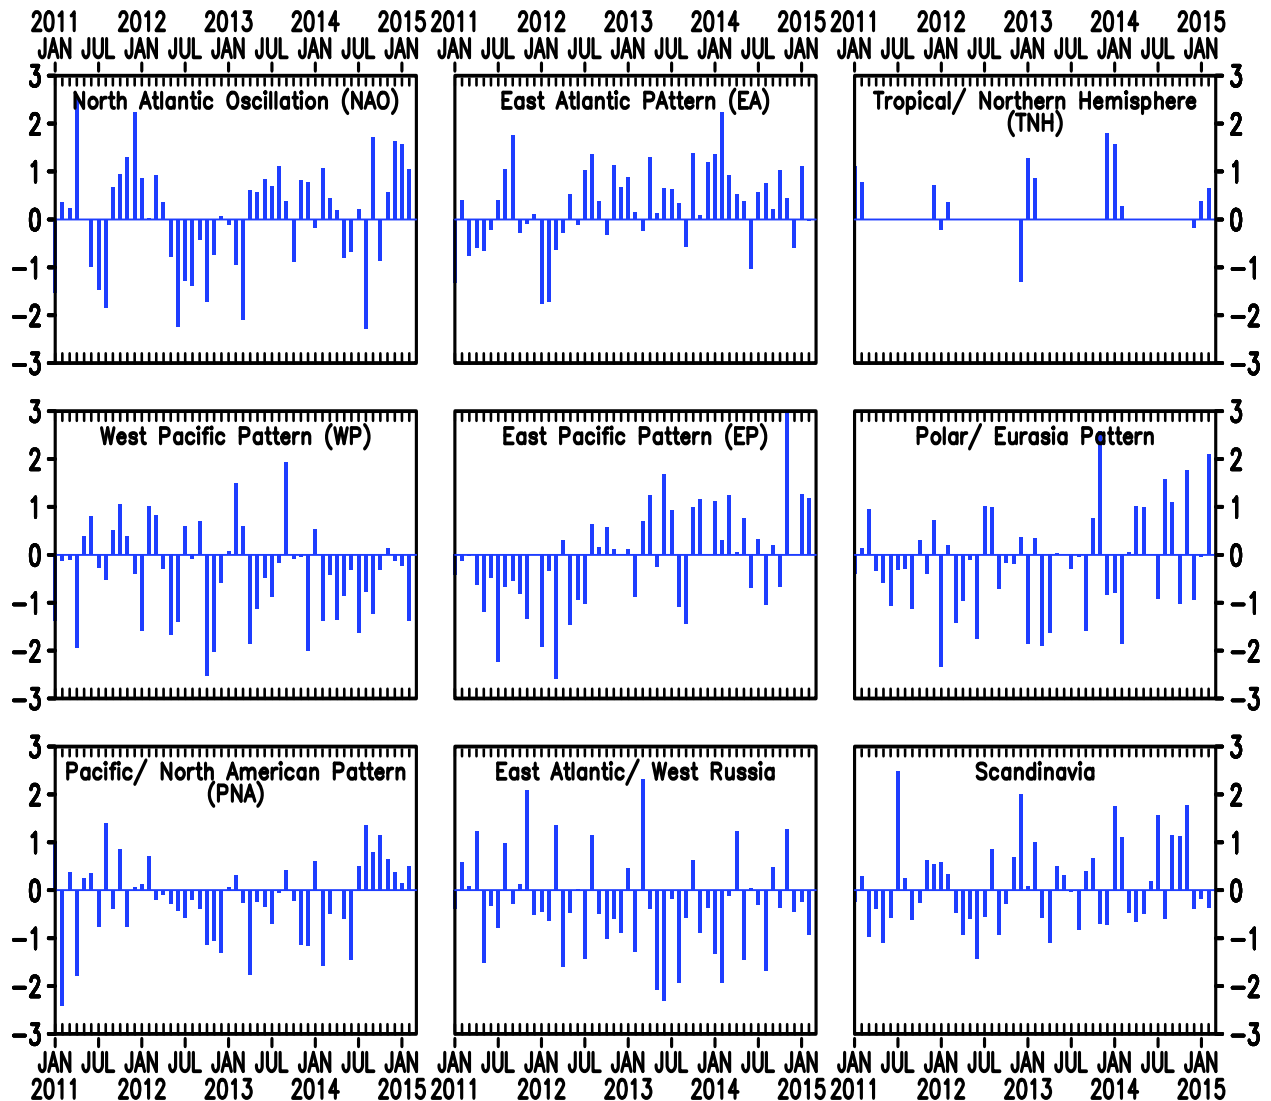 2011 2012 2013 2014 2015 2011 2012 2013 2014 2015 2011 2012 2013 2014 2015
JAN JUL JAN JUL JAN JUL JAN JUL JAN JAN JUL JAN JUL JAN JUL JAN JUL JAN JAN JUL JAN JUL JAN JUL JAN JUL JAN
3 3
North Atlantic Oscillation (NAO) East Atlantic PAttern (EA) Tropical/ Northern Hemisphere
(TNH)
2 2
1 1
0 0
-1 -1
-2 -2
-3 -3
3 3
West Pacific Pattern (WP) East Pacific Pattern (EP) Polar/ Eurasia Pattern
2 2
1 1
0 0
-1 -1
-2 -2
-3 -3
3 3
Pacific/ North American Pattern East Atlantic/ West Russia Scandinavia
(PNA)
2 2
1 1
0 0
-1 -1
-2 -2
-3 -3
JAN JUL JAN JUL JAN JUL JAN JUL JAN JAN JUL JAN JUL JAN JUL JAN JUL JAN JAN JUL JAN JUL JAN JUL JAN JUL JAN
2011 2012 2013 2014 2015 2011 2012 2013 2014 2015 2011 2012 2013 2014 2015